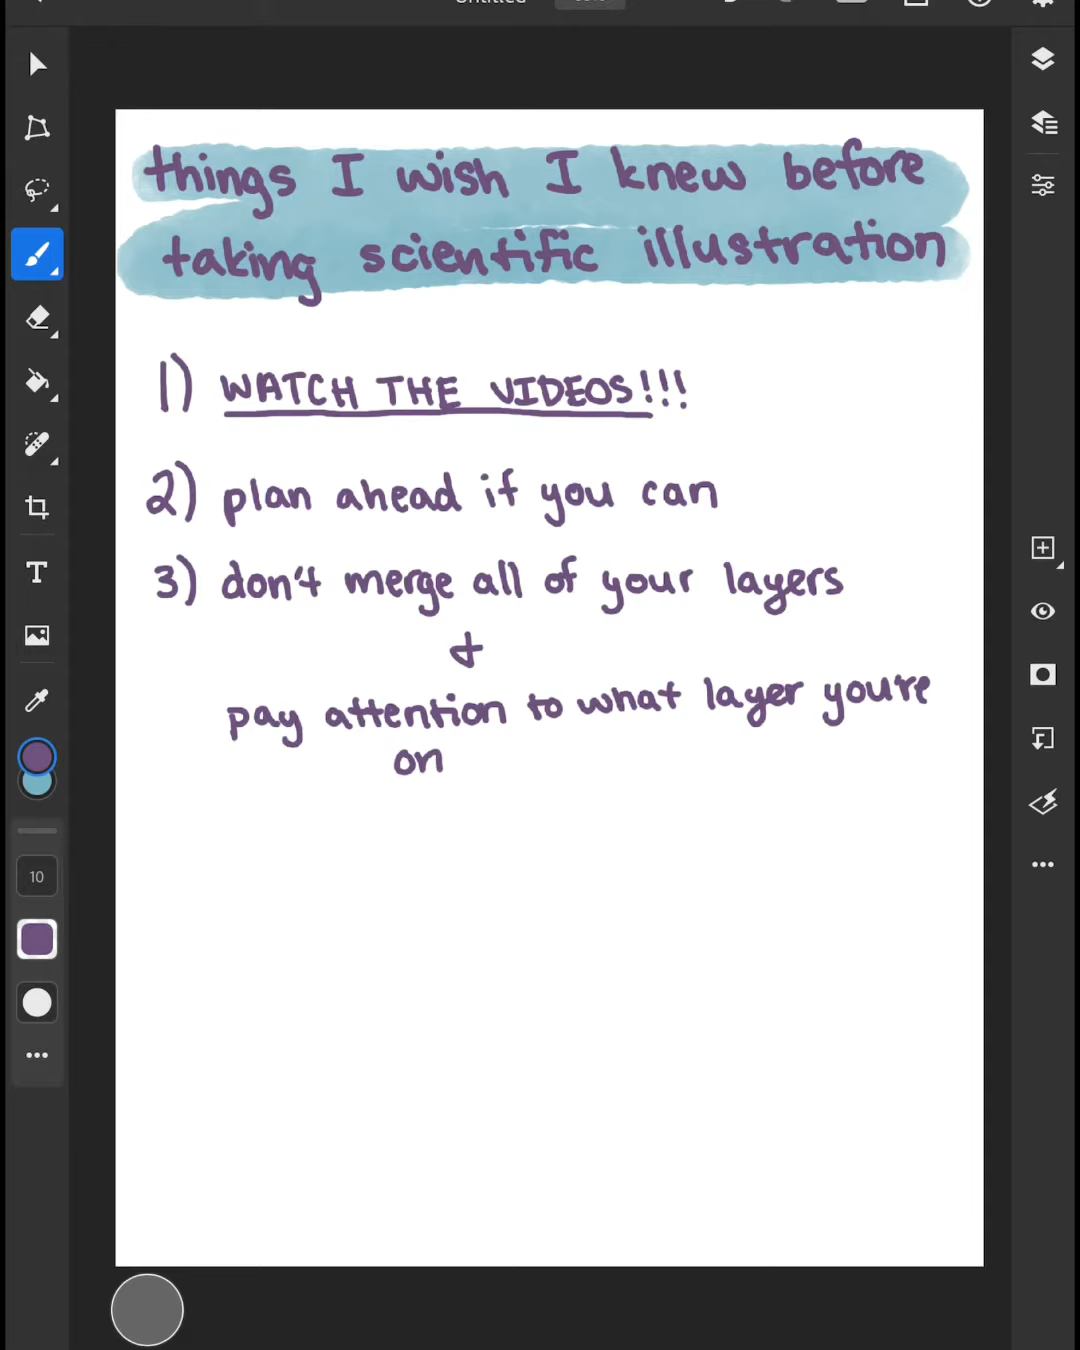 things I wish I knew before
taking scientific illustration
1) WATCH THE VIDEOS!!!
2) plan ahead if you can
3) don't merge all of your layers
&
pay attention to what layer you're
on
10